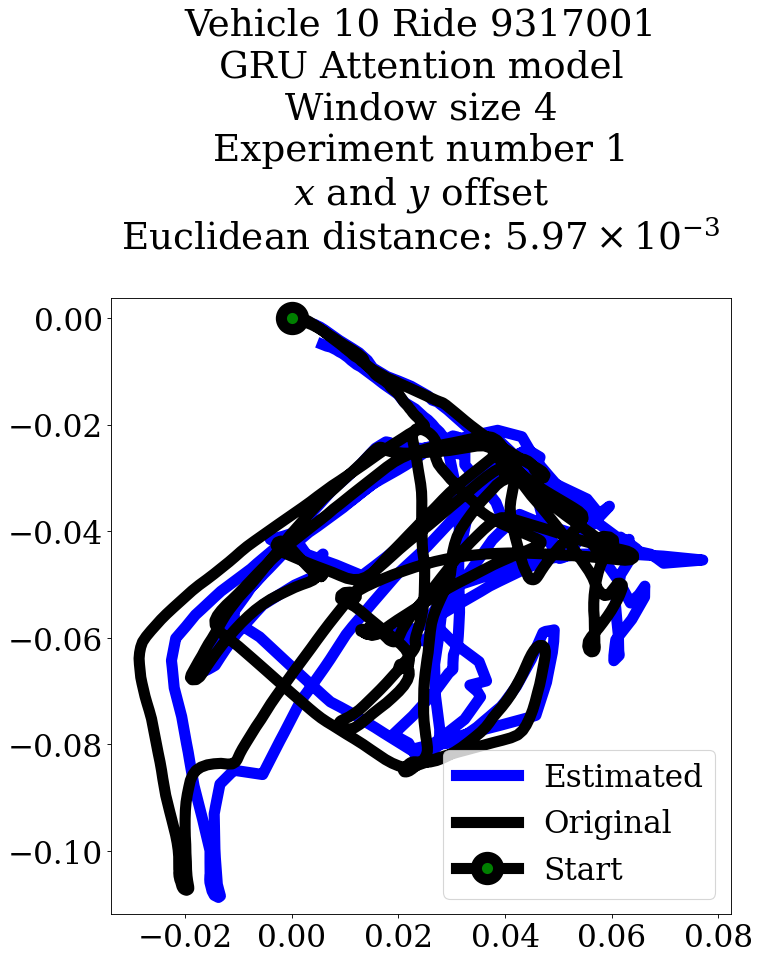 Vehicle 10 Ride 9317001
GRU Attention model
Window size 4
Experiment number 1
x and y offset
Euclidean distance: 5.97 × 10⁻³
0.00
−0.02
−0.04
−0.06
−0.08
−0.10
Estimated
Original
Start
−0.02 0.00 0.02 0.04 0.06 0.08